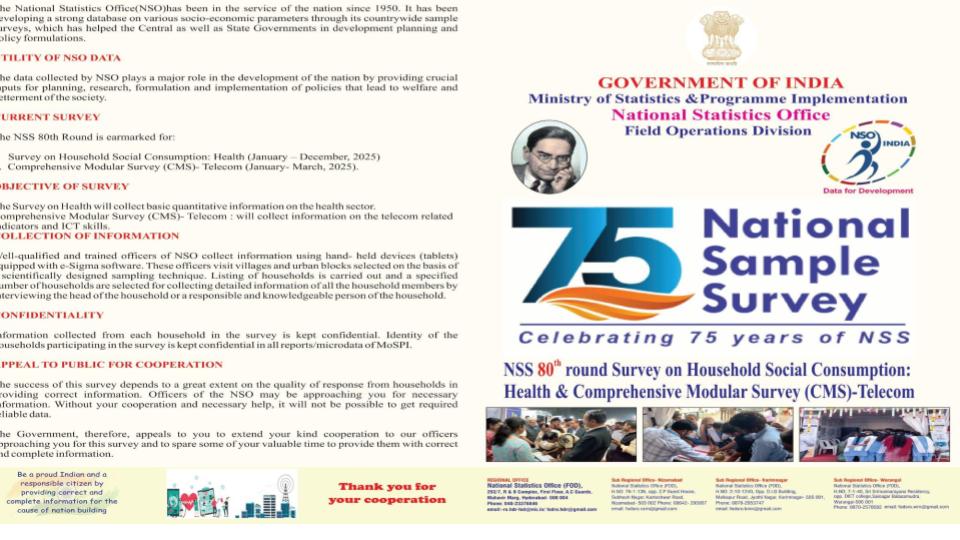 he National Statistics Office(NSO)has been in the service of the nation since 1950. It has been
eveloping a strong database on various socio-economic parameters through its countrywide sample
urveys, which has helped the Central as well as State Governments in development planning and
olicy formulations.
TILITY OF NSO DATA
he data collected by NSO plays a major role in the development of the nation by providing crucial
nputs for planning, research, formulation and implementation of policies that lead to welfare and
etterment of the society.
URRENT SURVEY
he NSS 80th Round is earmarked for:
Survey on Household Social Consumption: Health (January – December, 2025)
. Comprehensive Modular Survey (CMS)- Telecom (January- March, 2025).
BJECTIVE OF SURVEY
he Survey on Health will collect basic quantitative information on the health sector.
omprehensive Modular Survey (CMS)- Telecom : will collect information on the telecom related
ndicators and ICT skills.
OLLECTION OF INFORMATION
ell-qualified and trained officers of NSO collect information using hand- held devices (tablets)
quipped with e-Sigma software. These officers visit villages and urban blocks selected on the basis of
scientifically designed sampling technique. Listing of households is carried out and a specified
umber of households are selected for collecting detailed information of all the household members by
nterviewing the head of the household or a responsible and knowledgeable person of the household.
ONFIDENTIALITY
nformation collected from each household in the survey is kept confidential. Identity of the
ouseholds participating in the survey is kept confidential in all reports/microdata of MoSPI.
PPEAL TO PUBLIC FOR COOPERATION
he success of this survey depends to a great extent on the quality of response from households in
roviding correct information. Officers of the NSO may be approaching you for necessary
nformation. Without your cooperation and necessary help, it will not be possible to get required
eliable data.
he Government, therefore, appeals to you to extend your kind cooperation to our officers
pproaching you for this survey and to spare some of your valuable time to provide them with correct
nd complete information.
Be a proud Indian and a
responsible citizen by
providing correct and
complete information for the
cause of nation building
Thank you for
your cooperation
GOVERNMENT OF INDIA
Ministry of Statistics &Programme Implementation
National Statistics Office
Field Operations Division
NSO
INDIA
Data for Development
75 National
Sample
Survey
Celebrating 75 years of NSS
NSS 80th round Survey on Household Social Consumption:
Health & Comprehensive Modular Survey (CMS)-Telecom
REGIONAL OFFICE
National Statistics Office (FOD),
Sub Regional Office- Nizamabad
National Statistics Office (FOD),
Sub Regional Office- Karimnagar
National Statistics Office (FOD),
Sub Regional Office- Warangal
National Statistics Office (FOD),